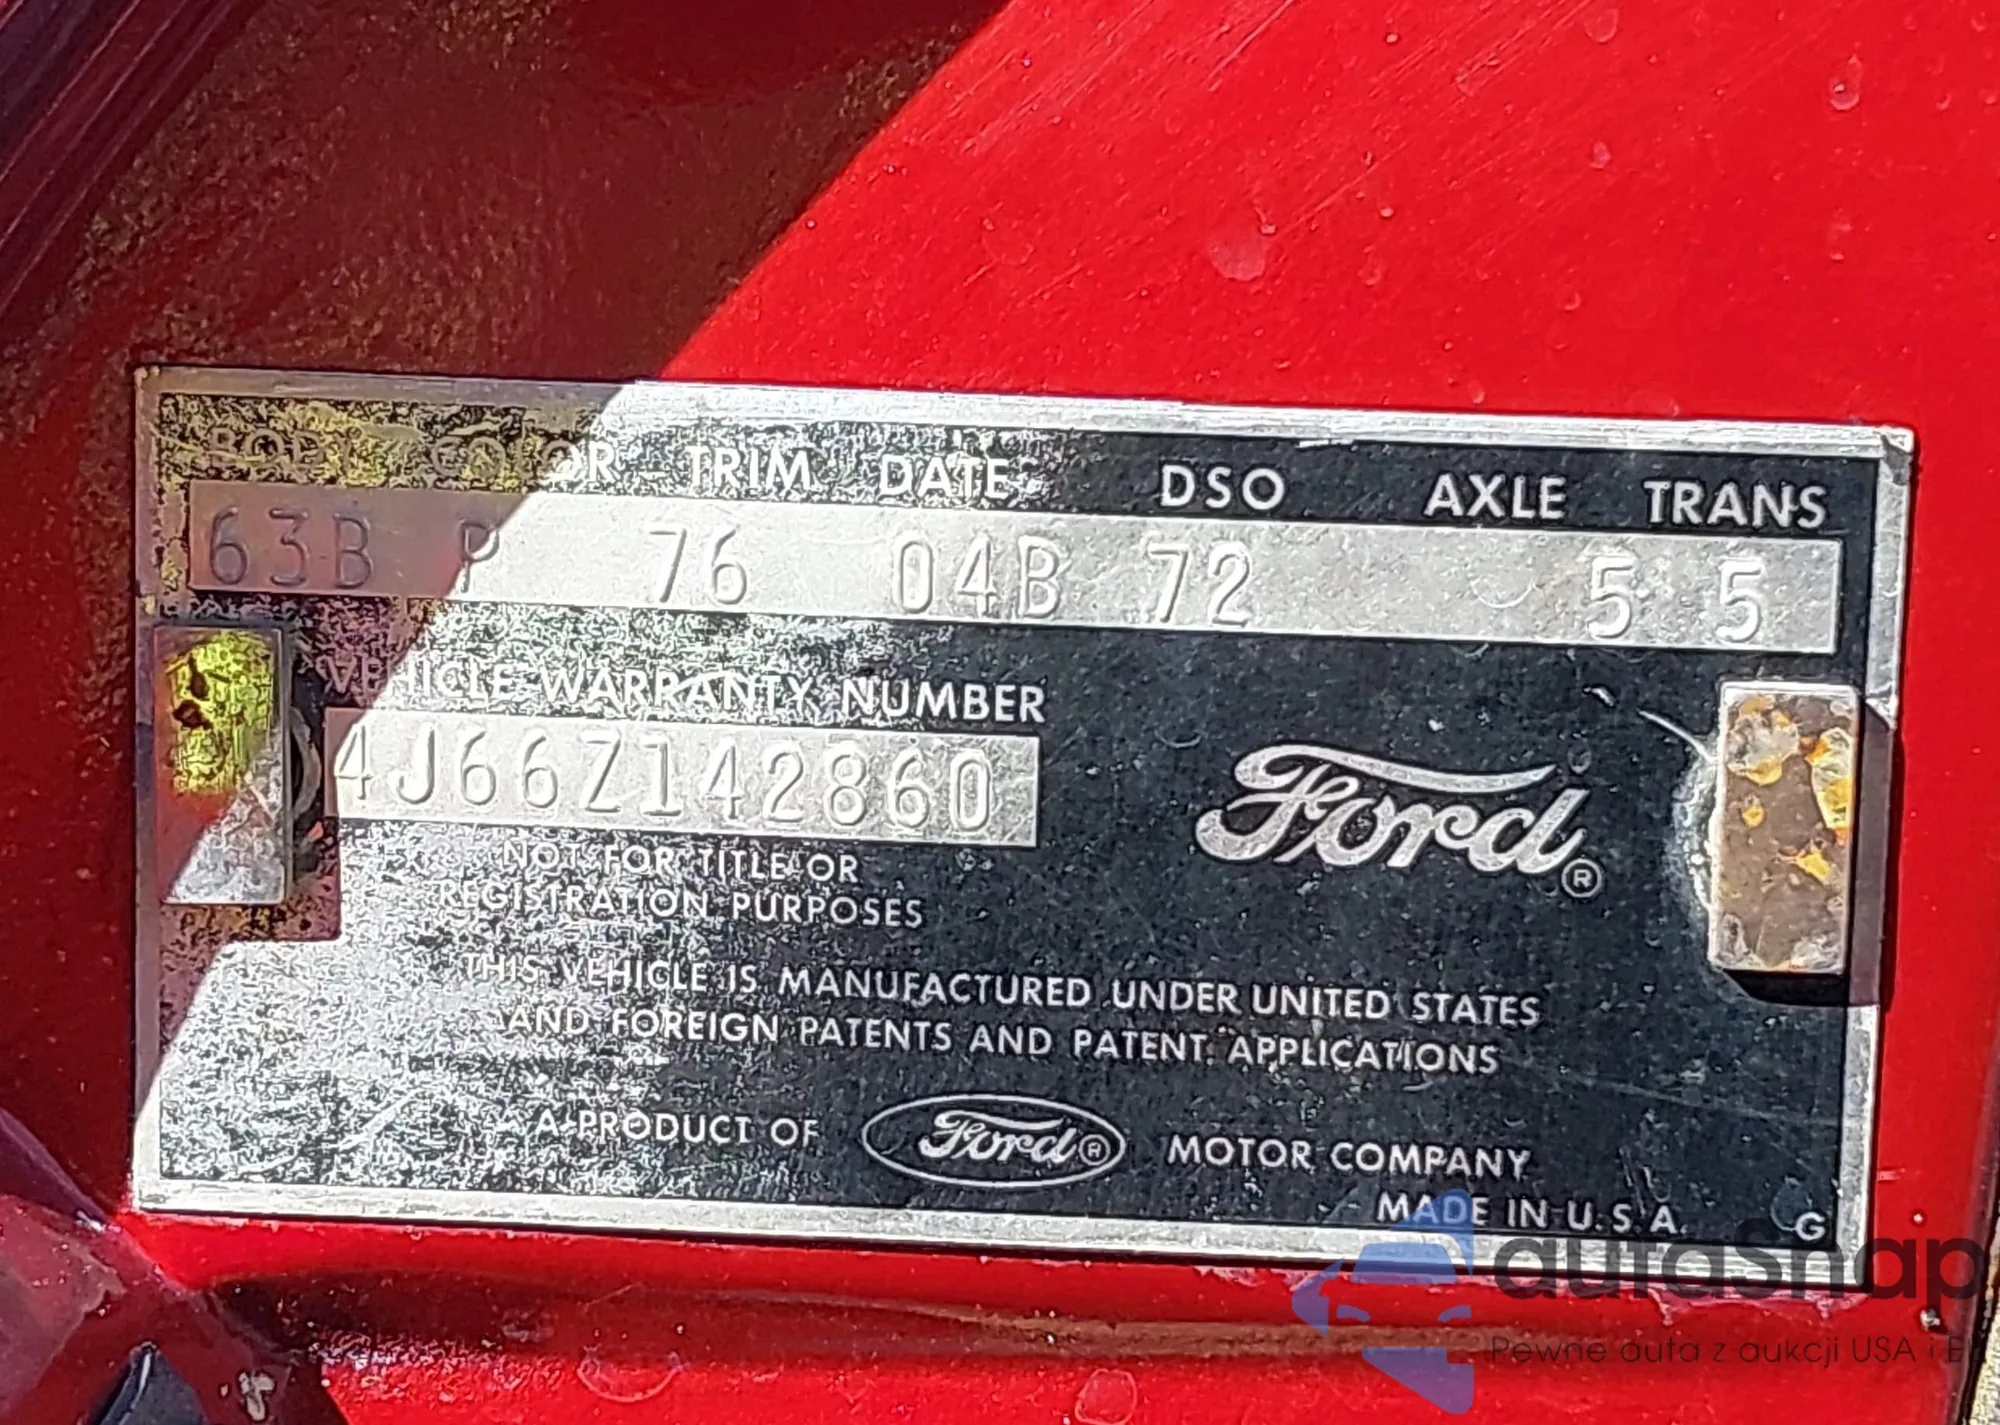 BODY COLOR TRIM DATE DSO AXLE TRANS
63B P 76 04B 72 5 5
VEHICLE WARRANTY NUMBER
4J66Z142860
Ford ®
NOT FOR TITLE OR
REGISTRATION PURPOSES
THIS VEHICLE IS MANUFACTURED UNDER UNITED STATES
AND FOREIGN PATENTS AND PATENT APPLICATIONS
A PRODUCT OF Ford ® MOTOR COMPANY
MADE IN U.S.A. G
autasnap
Pewne auta z aukcji USA i